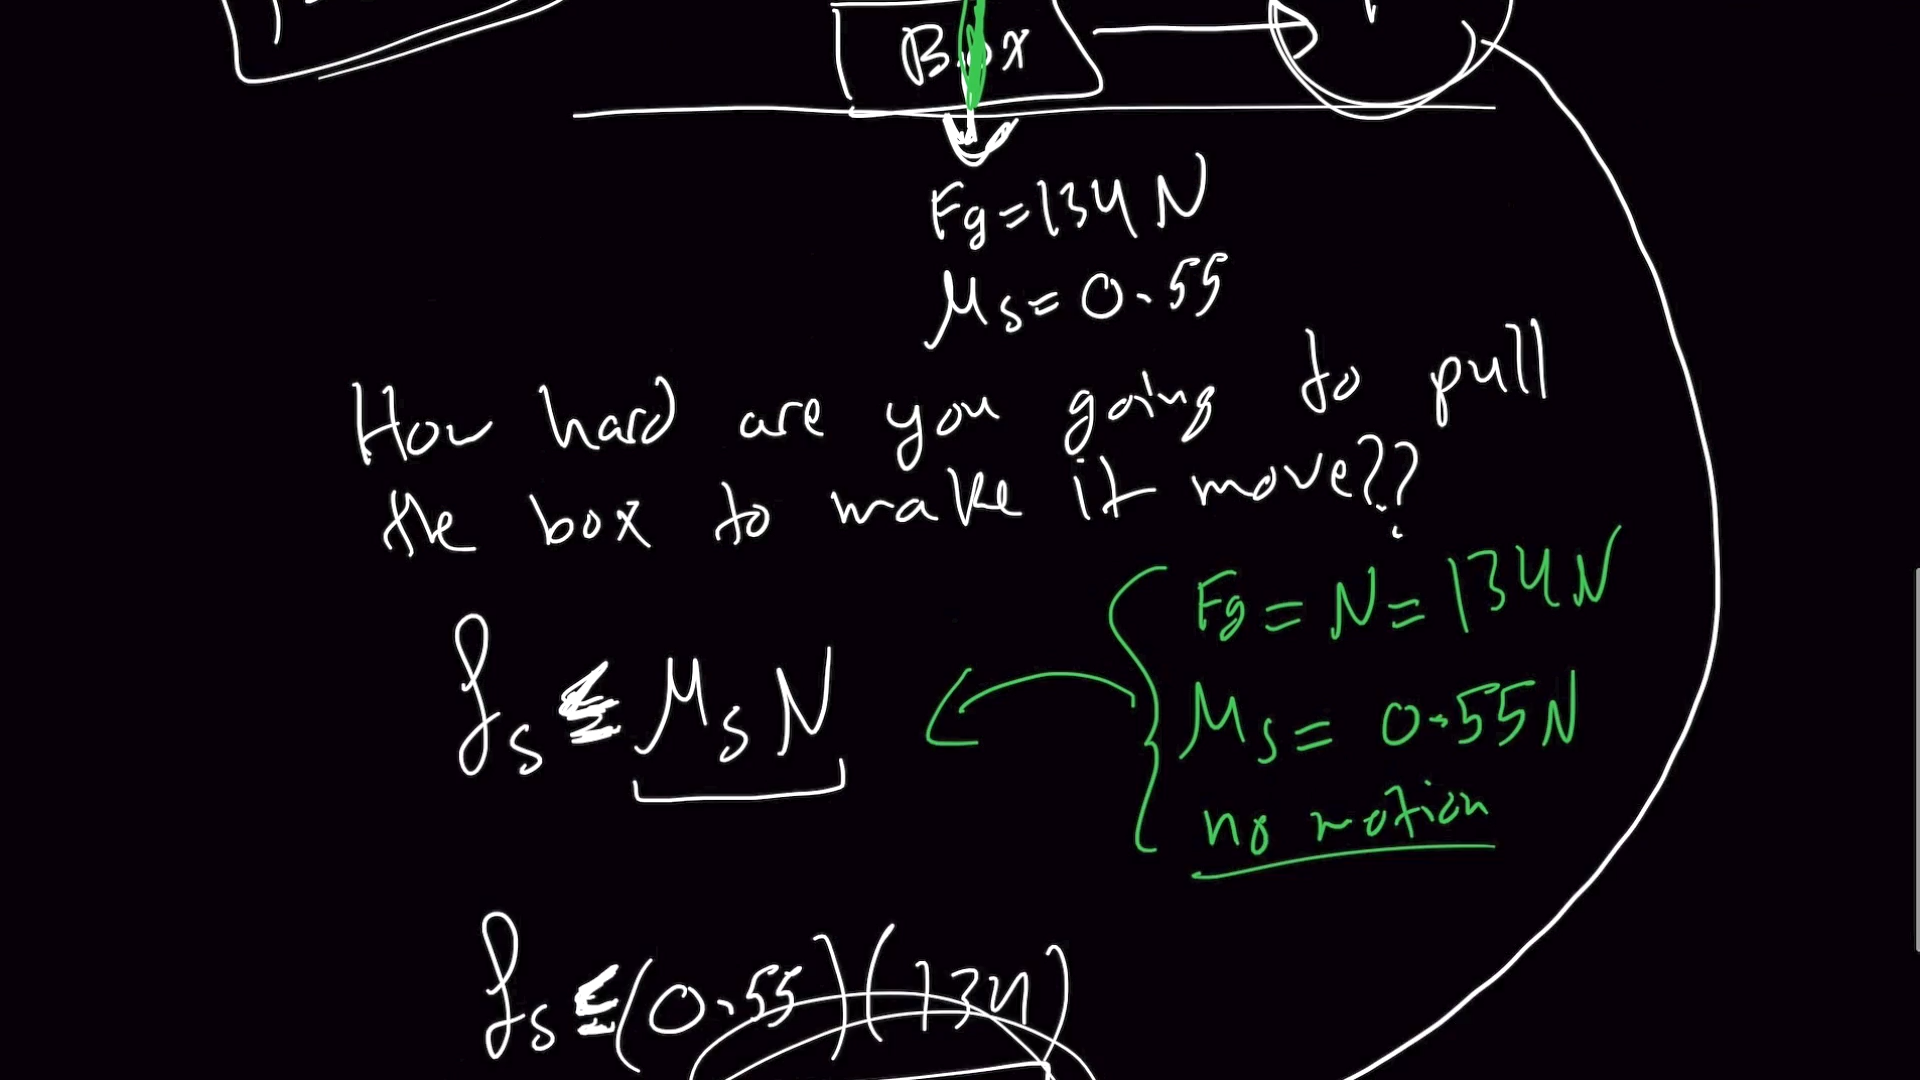 Box
Fg=134 N
μs= 0.55
How hard are you going to pull
the box to make it move??
fs ≤ μs N
Fg = N = 134N
μs = 0.55N
no motion
fs ≤ (0.55)(134)